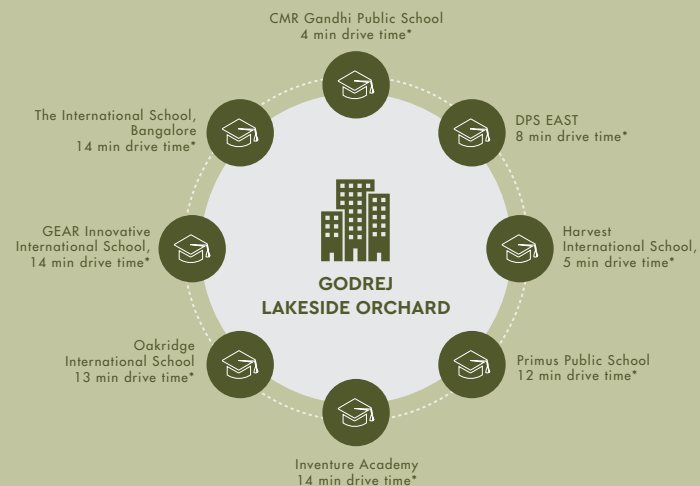 CMR Gandhi Public School
4 min drive time*
The International School,
Bangalore
14 min drive time*
DPS EAST
8 min drive time*
GEAR Innovative
International School,
14 min drive time*
Harvest
International School,
5 min drive time*
GODREJ
LAKESIDE ORCHARD
Oakridge
International School
13 min drive time*
Primus Public School
12 min drive time*
Inventure Academy
14 min drive time*